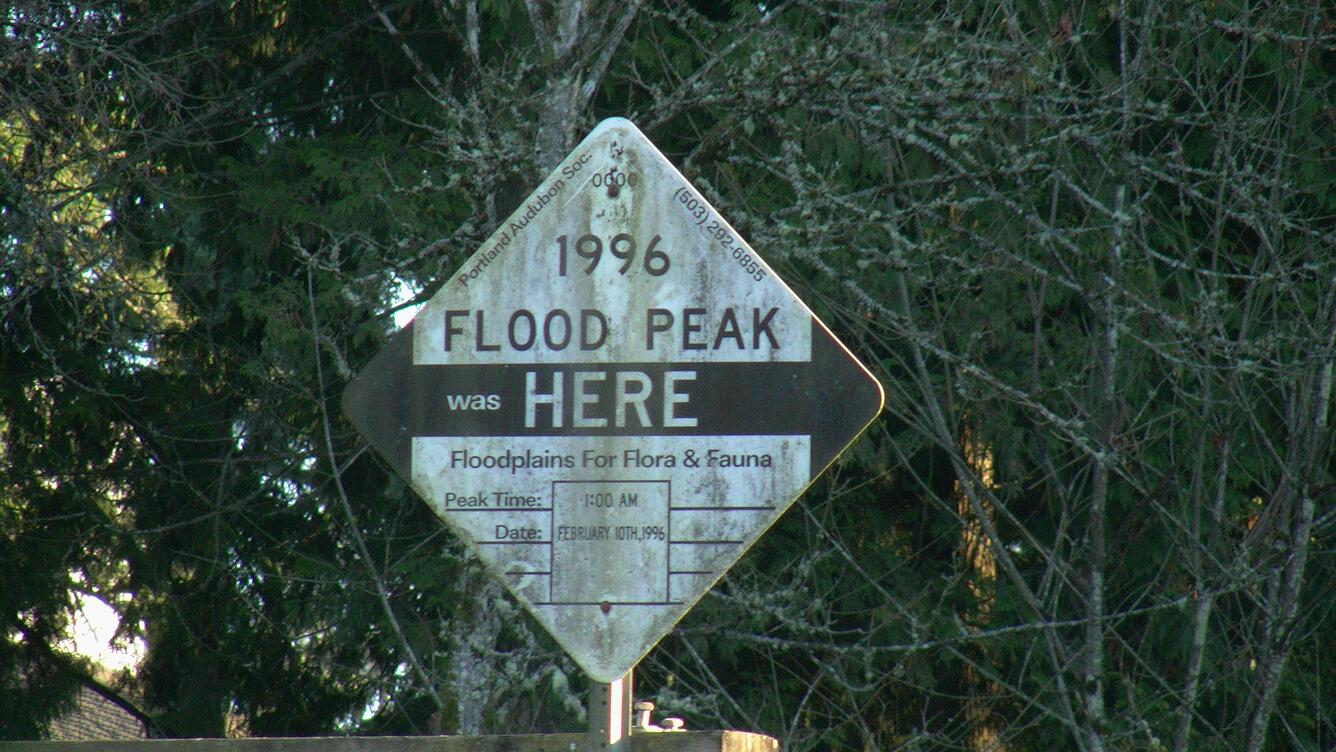 Portland Audubon Soc.
0000
(503) 292-6855
1996
FLOOD PEAK
was HERE
Floodplains For Flora & Fauna
Peak Time: 1:00 AM
Date: FEBRUARY 10TH,1996